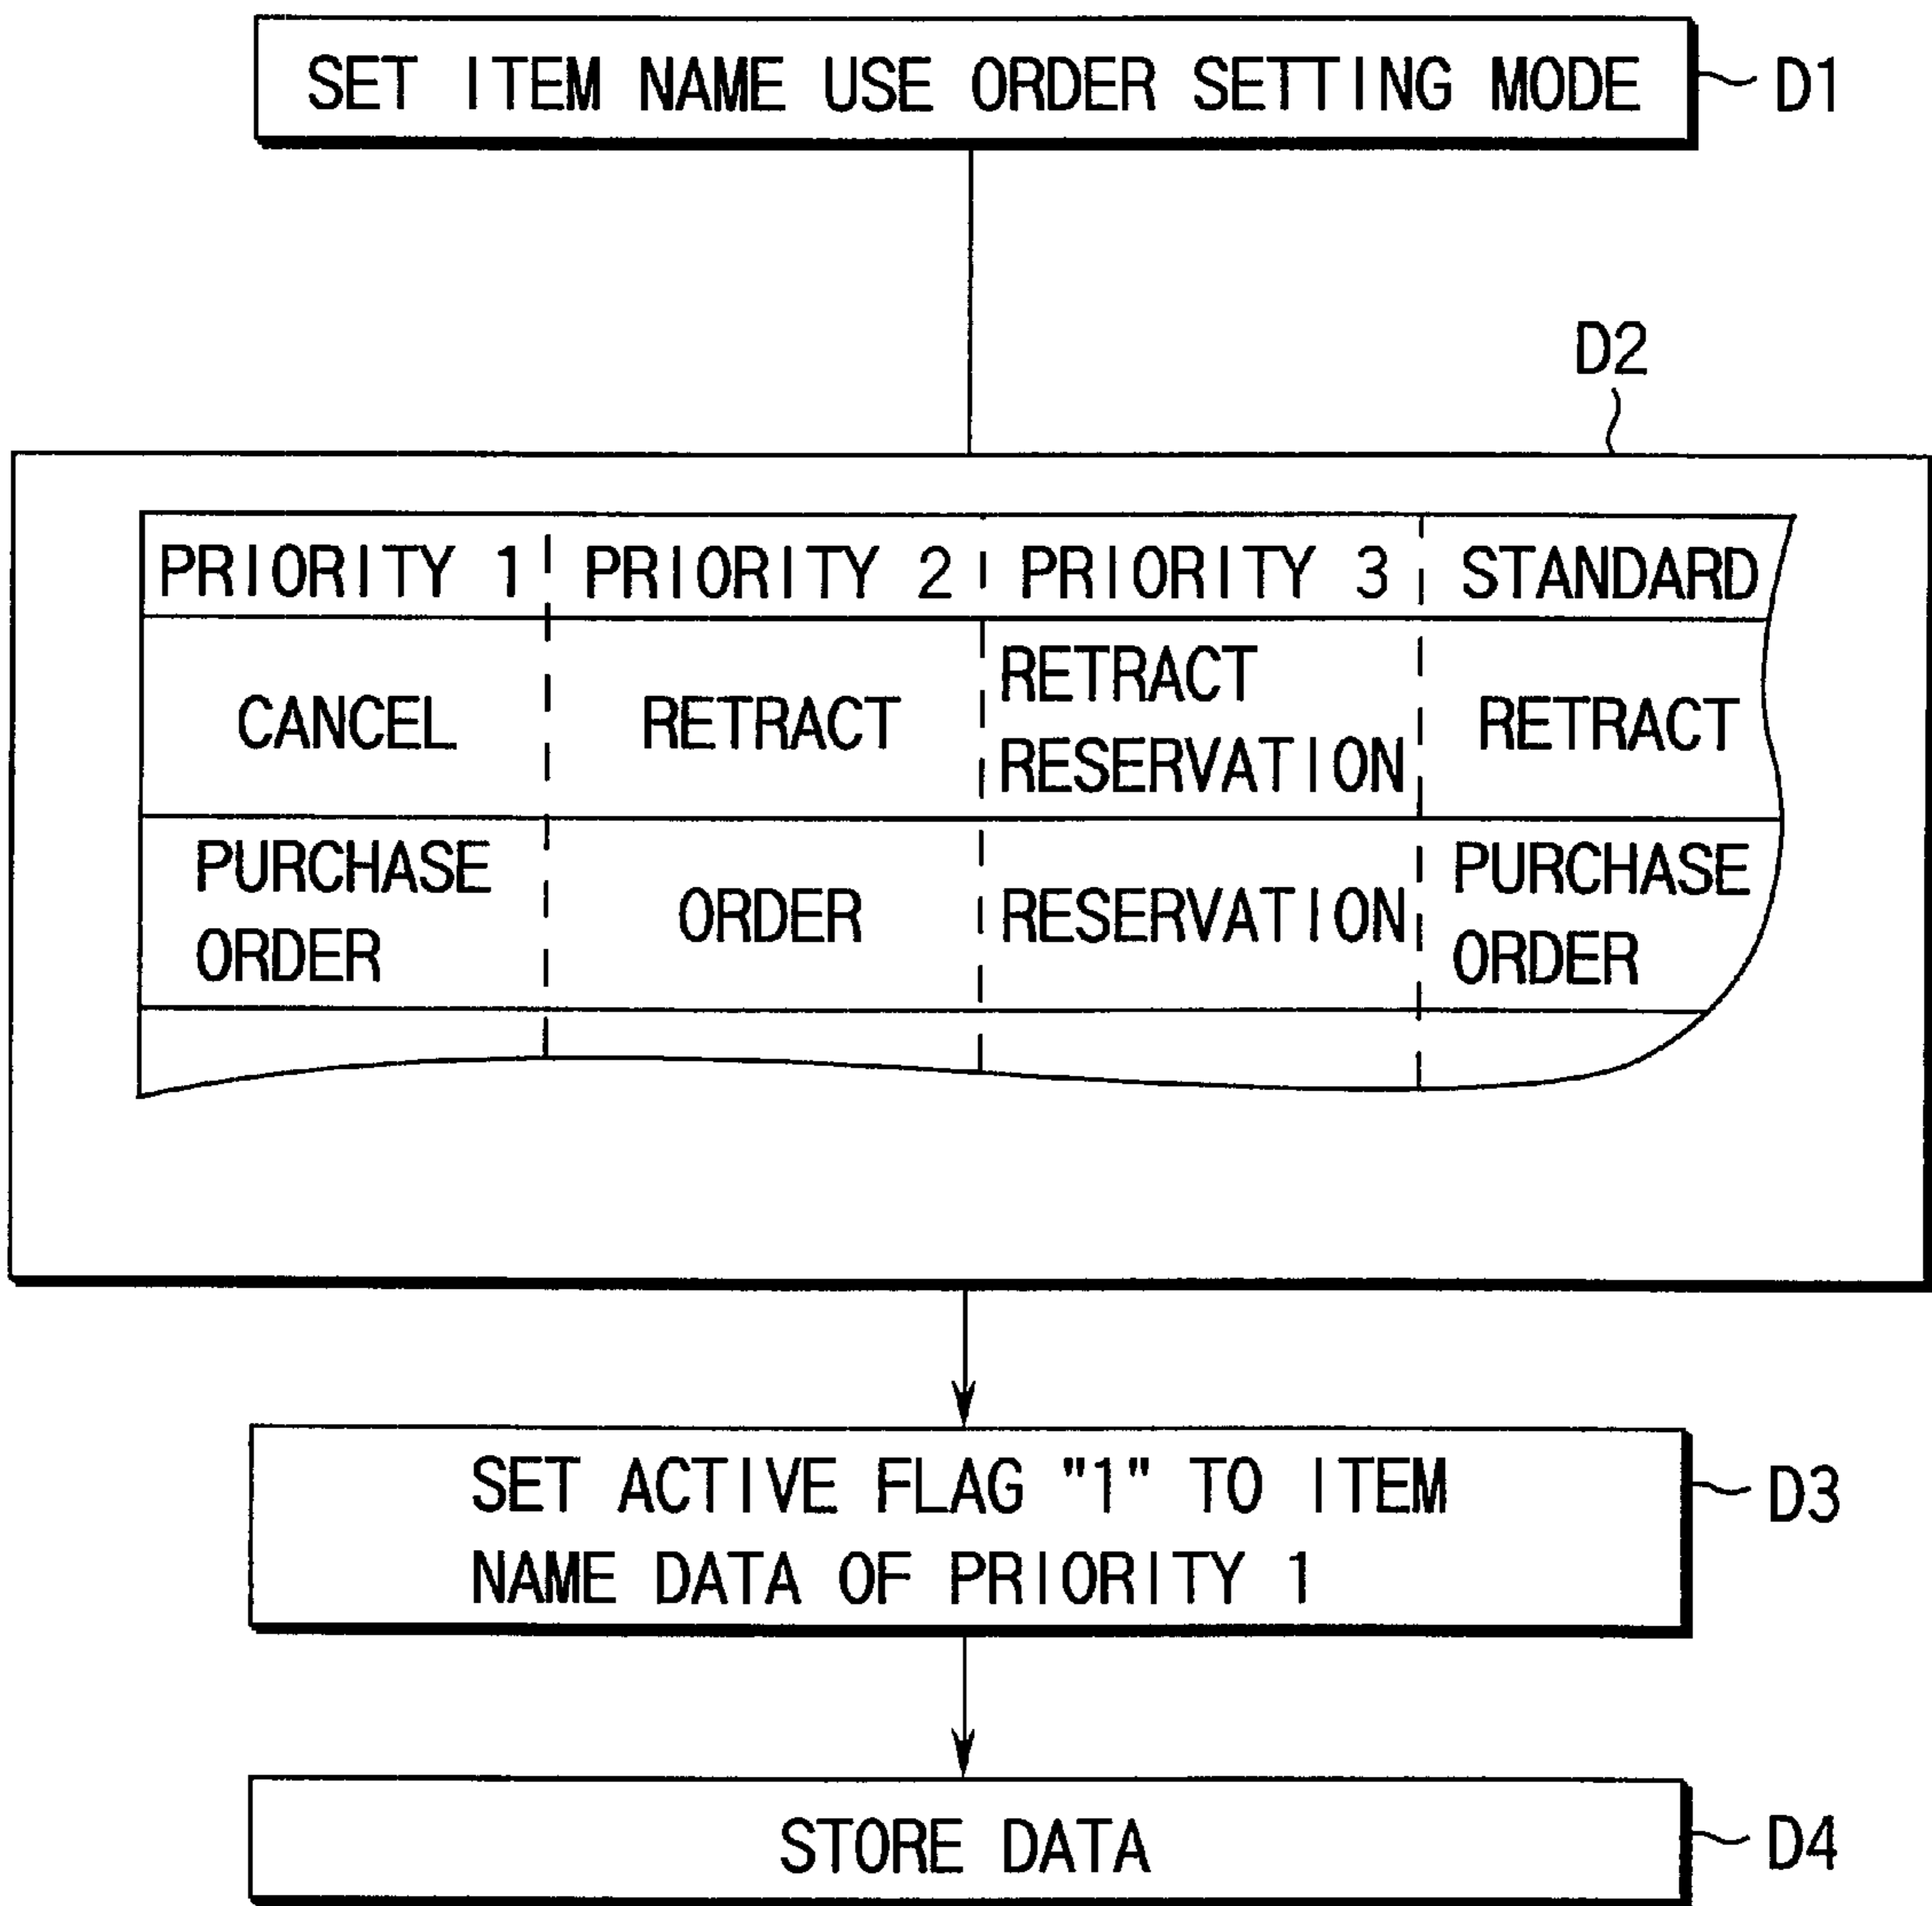 SET ITEM NAME USE ORDER SETTING MODE
D1
D2
PRIORITY 1 PRIORITY 2 PRIORITY 3 STANDARD
CANCEL RETRACT RETRACT RESERVATION RETRACT
PURCHASE ORDER ORDER RESERVATION PURCHASE ORDER
SET ACTIVE FLAG "1" TO ITEM
NAME DATA OF PRIORITY 1
D3
STORE DATA
D4